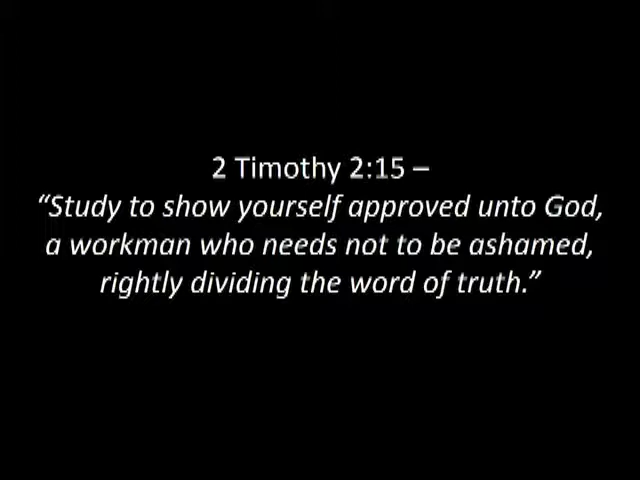 2 Timothy 2:15 –
“Study to show yourself approved unto God,
a workman who needs not to be ashamed,
rightly dividing the word of truth.”